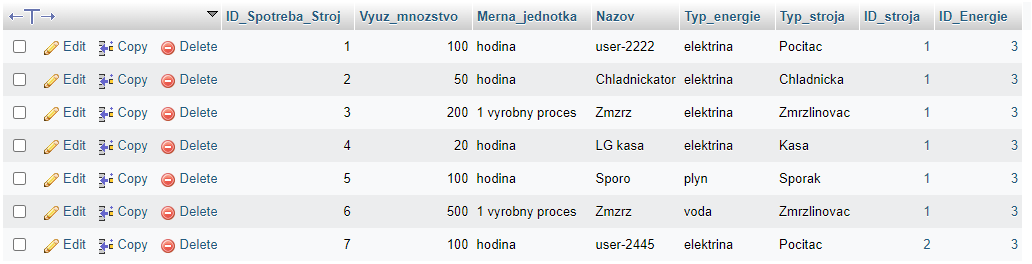 ID_Spotreba_Stroj Vyuz_mnozstvo Merna_jednotka Nazov Typ_energie Typ_stroja ID_stroja ID_Energie
Edit Copy Delete 1 100 hodina user-2222 elektrina Pocitac 1 3
Edit Copy Delete 2 50 hodina Chladnickator elektrina Chladnicka 1 3
Edit Copy Delete 3 200 1 vyrobny proces Zmzrz elektrina Zmrzlinovac 1 3
Edit Copy Delete 4 20 hodina LG kasa elektrina Kasa 1 3
Edit Copy Delete 5 100 hodina Sporo plyn Sporak 1 3
Edit Copy Delete 6 500 1 vyrobny proces Zmzrz voda Zmrzlinovac 1 3
Edit Copy Delete 7 100 hodina user-2445 elektrina Pocitac 2 3